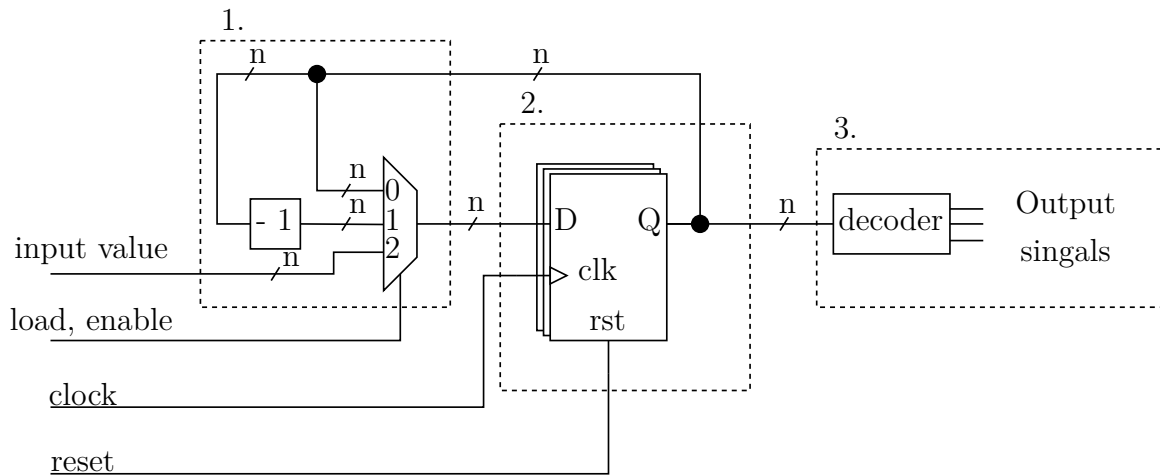 1.
n
n
2.
3.
n
0
n
- 1
n
1
2
n
input value
n
D
Q
n
decoder
Output
singals
clk
rst
load, enable
clock
reset